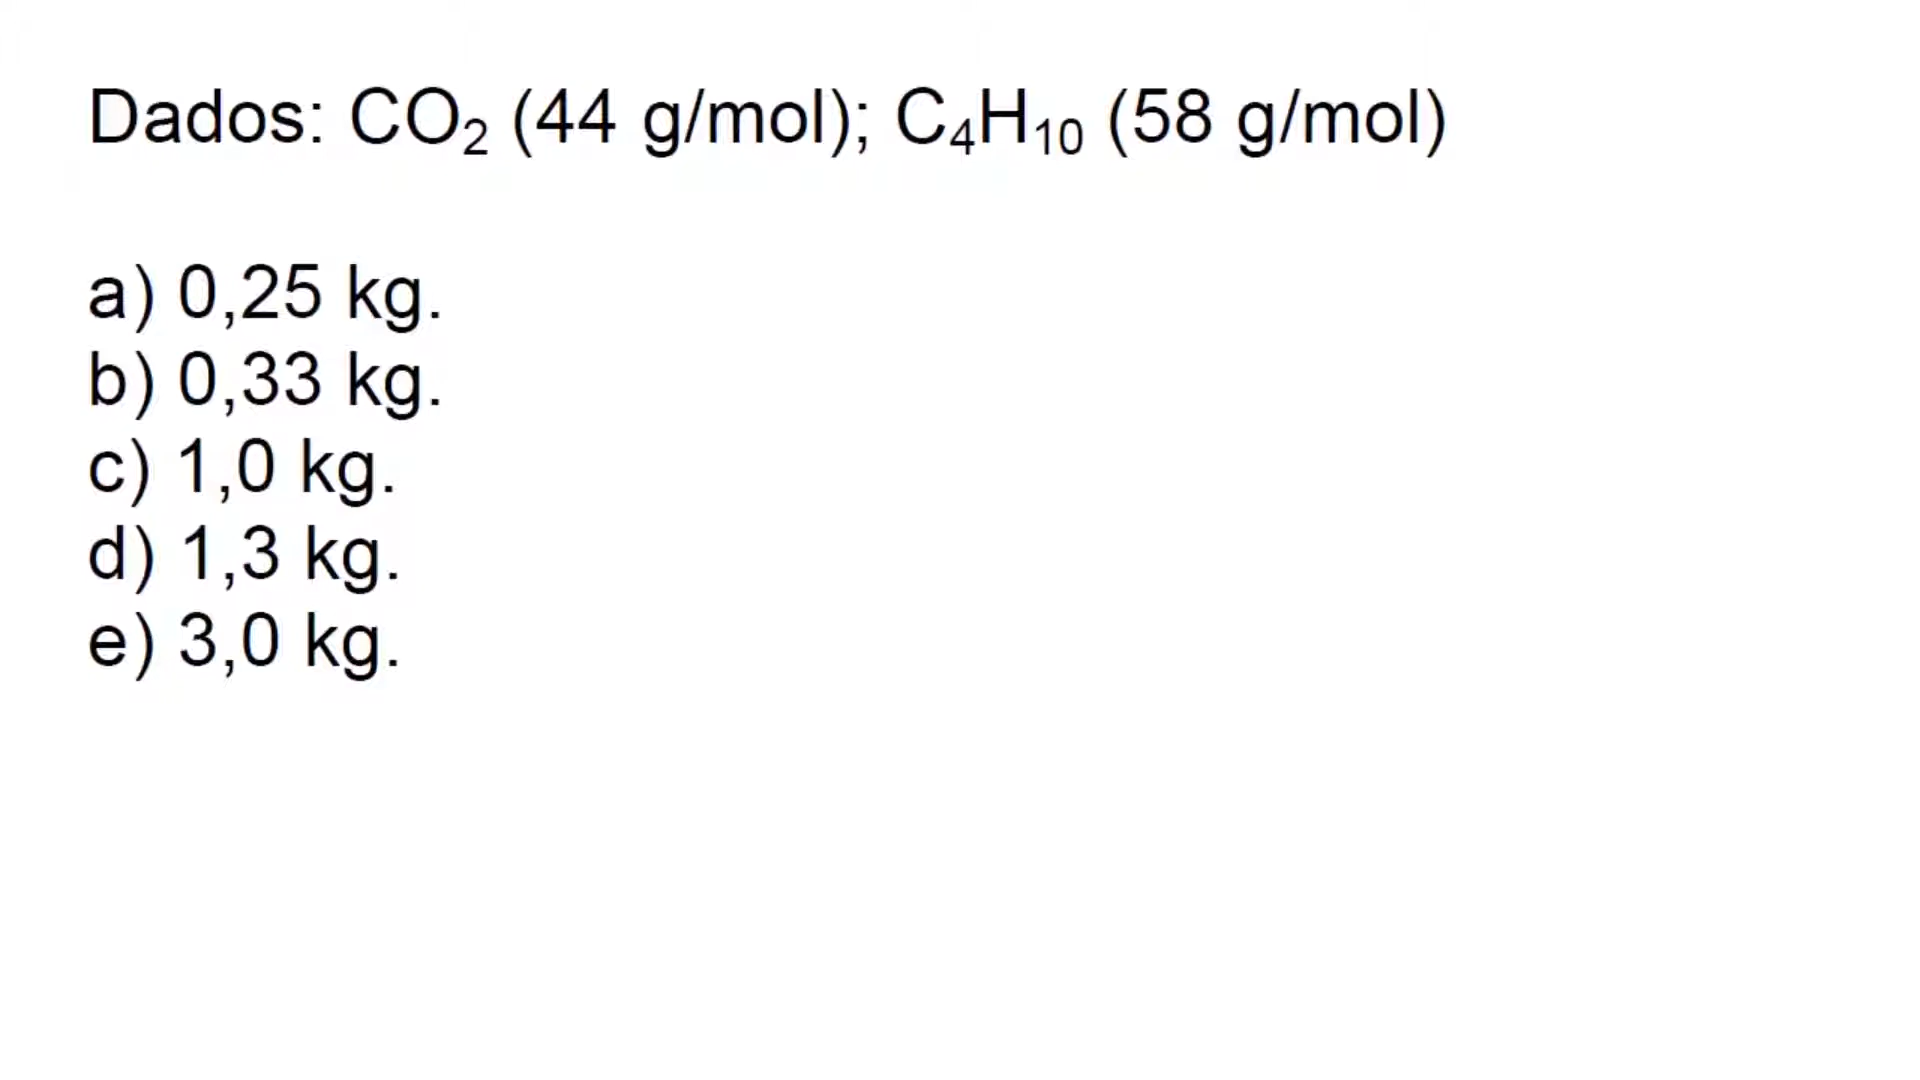 Dados: CO₂ (44 g/mol); C₄H₁₀ (58 g/mol)
a) 0,25 kg.
b) 0,33 kg.
c) 1,0 kg.
d) 1,3 kg.
e) 3,0 kg.